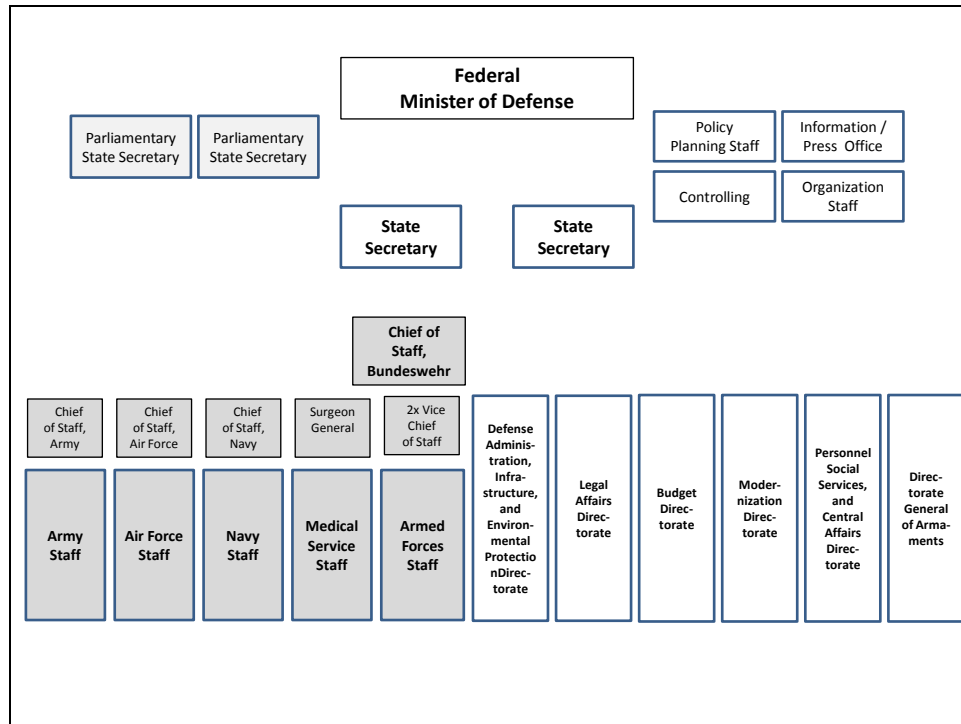 Federal
Minister of Defense
Parliamentary
State Secretary
Parliamentary
State Secretary
Policy
Planning Staff
Information /
Press Office
Controlling
Organization
Staff
State
Secretary
State
Secretary
Chief of
Staff,
Bundeswehr
Chief
of Staff,
Army
Chief
of Staff,
Air Force
Chief
of Staff,
Navy
Surgeon
General
2x Vice
Chief
of Staff
Army
Staff
Air Force
Staff
Navy
Staff
Medical
Service
Staff
Armed
Forces
Staff
Defense
Adminis-
tration,
Infra-
structure,
and
Environ-
mental
Protectio
nDirec-
torate
Legal
Affairs
Direc-
torate
Budget
Direc-
torate
Moder-
nization
Direc-
torate
Personnel
Social
Services,
and
Central
Affairs
Direc-
torate
Direc-
torate
General
of Arma-
ments